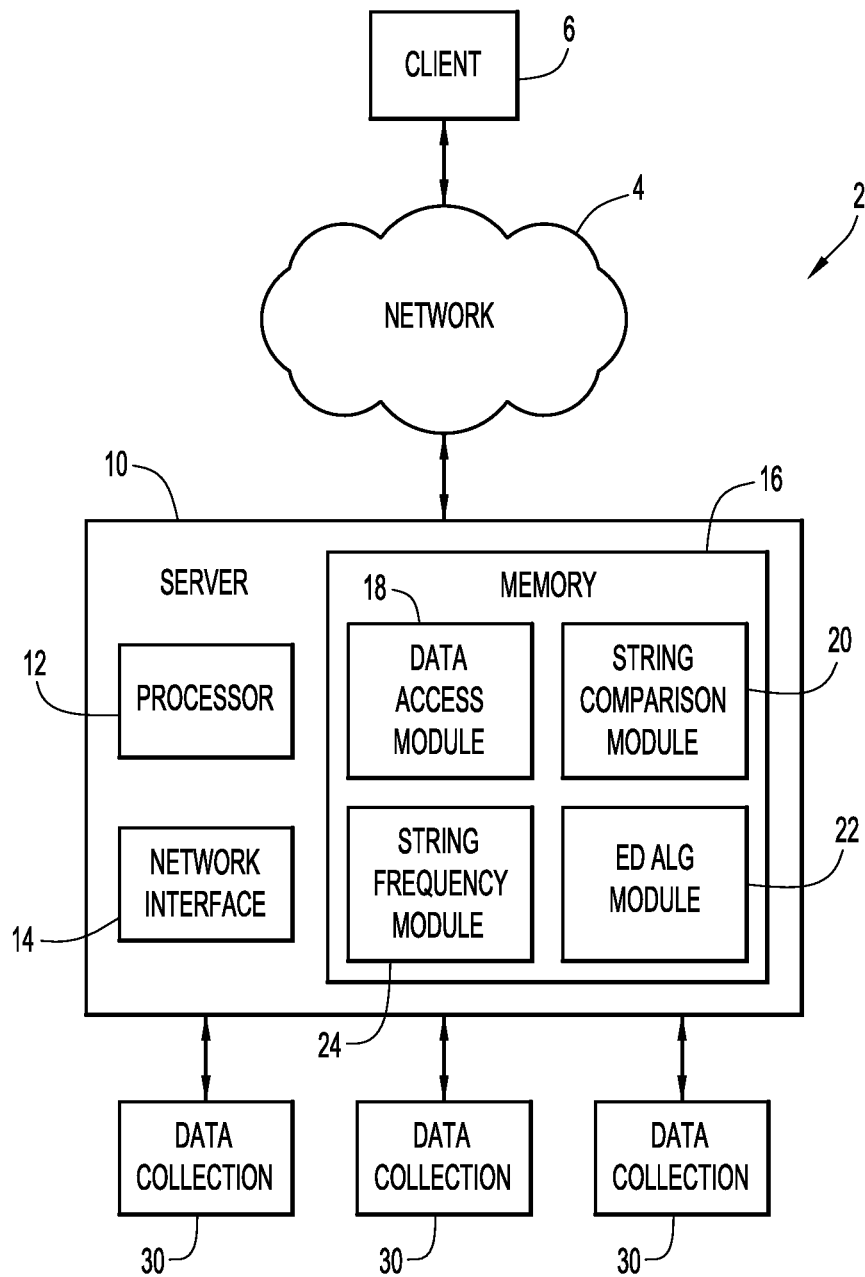 6
CLIENT
4
2
NETWORK
10
16
SERVER
MEMORY
18
12
PROCESSOR
DATA
ACCESS
MODULE
STRING
COMPARISON
MODULE
20
NETWORK
INTERFACE
14
STRING
FREQUENCY
MODULE
ED ALG
MODULE
22
24
DATA
COLLECTION
DATA
COLLECTION
DATA
COLLECTION
30
30
30